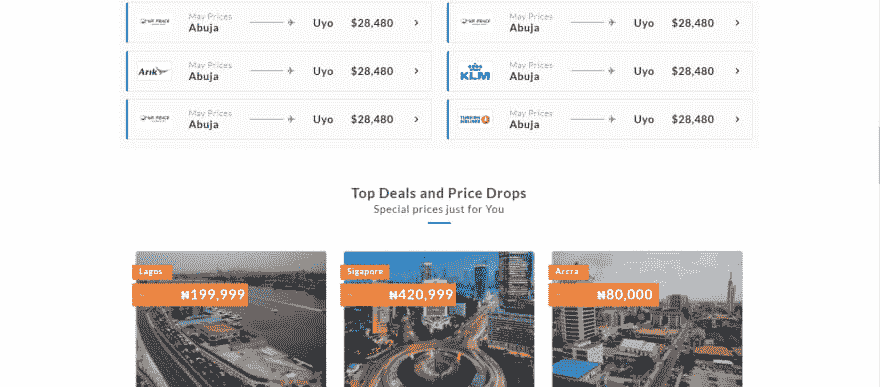 May Prices
Abuja Uyo $28,480
May Prices
Abuja Uyo $28,480
Arik
May Prices
Abuja Uyo $28,480
KLM
May Prices
Abuja Uyo $28,480
May Prices
Abuja Uyo $28,480
TURKISH
AIRLINES
May Prices
Abuja Uyo $28,480
Top Deals and Price Drops
Special prices just for You
Lagos
₦199,999
Sigapore
₦420,999
Accra
₦80,000